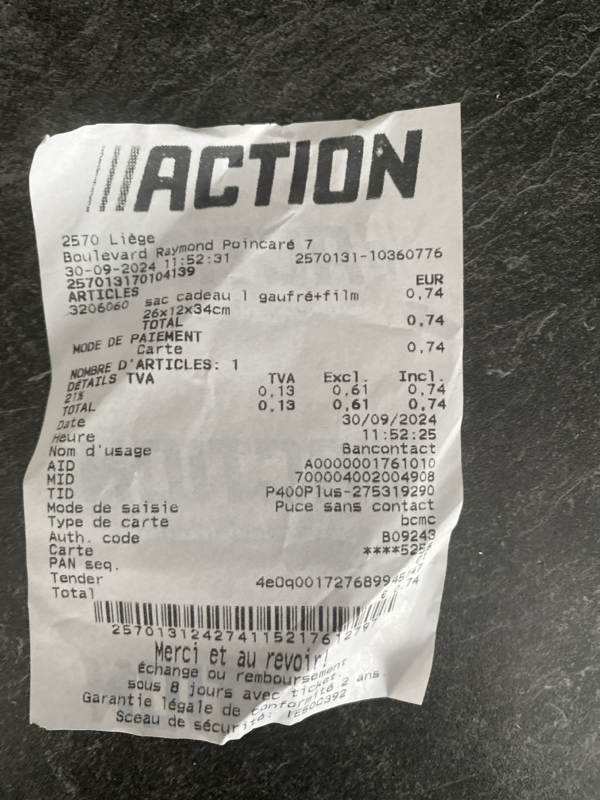 ACTION
2570 Liège
Boulevard Raymond Poincaré 7
30-09-2024 11:52:31 2570131-10360776
257013170104139
ARTICLES EUR
3206060 sac cadeau 1 gaufré+film 0,74
26x12x34cm
TOTAL 0,74
MODE DE PAIEMENT
Carte 0,74
NOMBRE D'ARTICLES: 1
DÉTAILS TVA TVA Excl. Incl.
21% 0,13 0,61 0,74
TOTAL 0,13 0,61 0,74
Date 30/09/2024
Heure 11:52:25
Nom d'usage Bancontact
AID A0000001761010
MID 700004002004908
TID P400Plus-275319290
Mode de saisie Puce sans contact
Type de carte bcmc
Auth. code B09243
Carte
PAN seq.
Tender
Total
Merci et au revoir!
échange ou remboursement
sous 8 jours avec ticket.
Garantie légale de conformité 2 ans
Sceau de sécurité: